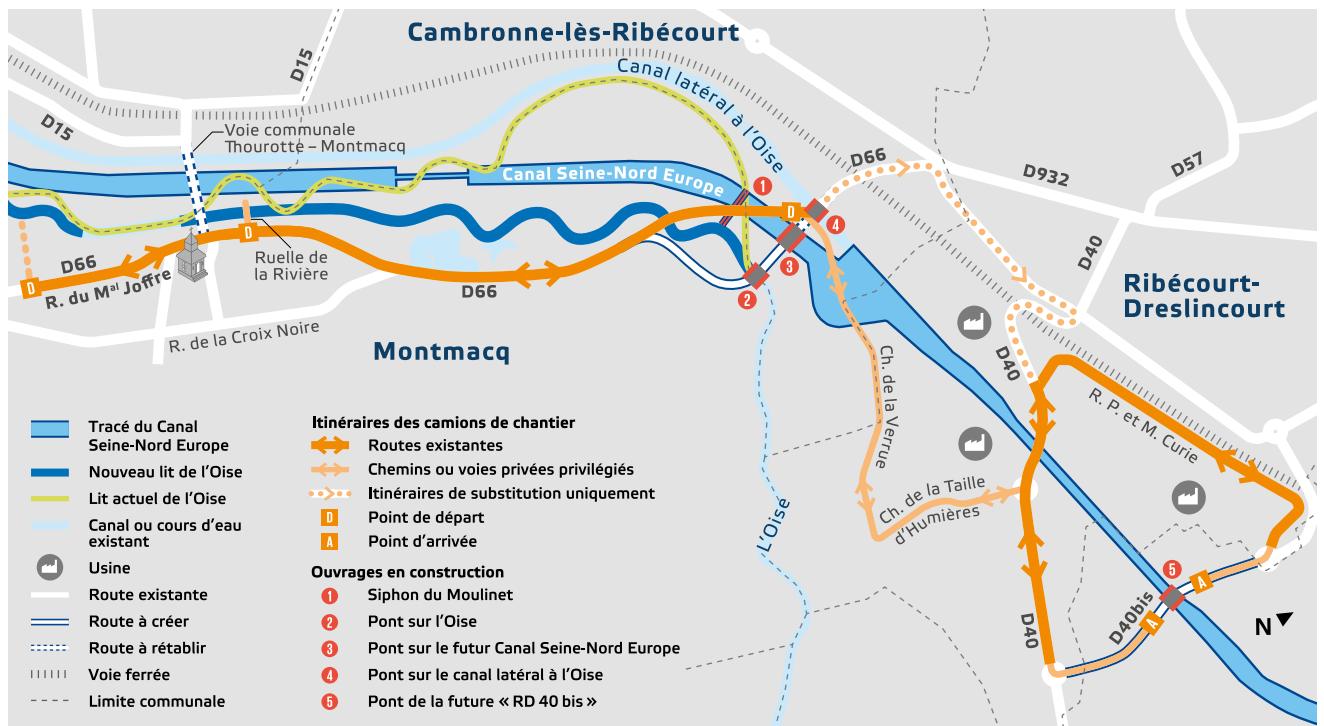 Cambronne-lès-Ribécourt
D15
Canal latéral à l'Oise
D15
Voie communale
Thourotte – Montmacq
D66
D932
D57
Canal Seine-Nord Europe
1
D
4
3
2
D40
D
Ruelle de
la Rivière
D66
R. du Mal Joffre
D
D66
R. de la Croix Noire
Montmacq
Ribécourt-
Dreslincourt
D40
R. P. et M. Curie
Ch. de la Verrue
Ch. de la Taille
d'Humières
L'Oise
5
A
A
D40bis
D40
N
Tracé du Canal
Seine-Nord Europe
Nouveau lit de l'Oise
Lit actuel de l'Oise
Canal ou cours d'eau
existant
Usine
Route existante
Route à créer
Route à rétablir
Voie ferrée
Limite communale
Itinéraires des camions de chantier
Routes existantes
Chemins ou voies privées privilégiés
Itinéraires de substitution uniquement
D Point de départ
A Point d'arrivée
Ouvrages en construction
1 Siphon du Moulinet
2 Pont sur l'Oise
3 Pont sur le futur Canal Seine-Nord Europe
4 Pont sur le canal latéral à l'Oise
5 Pont de la future « RD 40 bis »